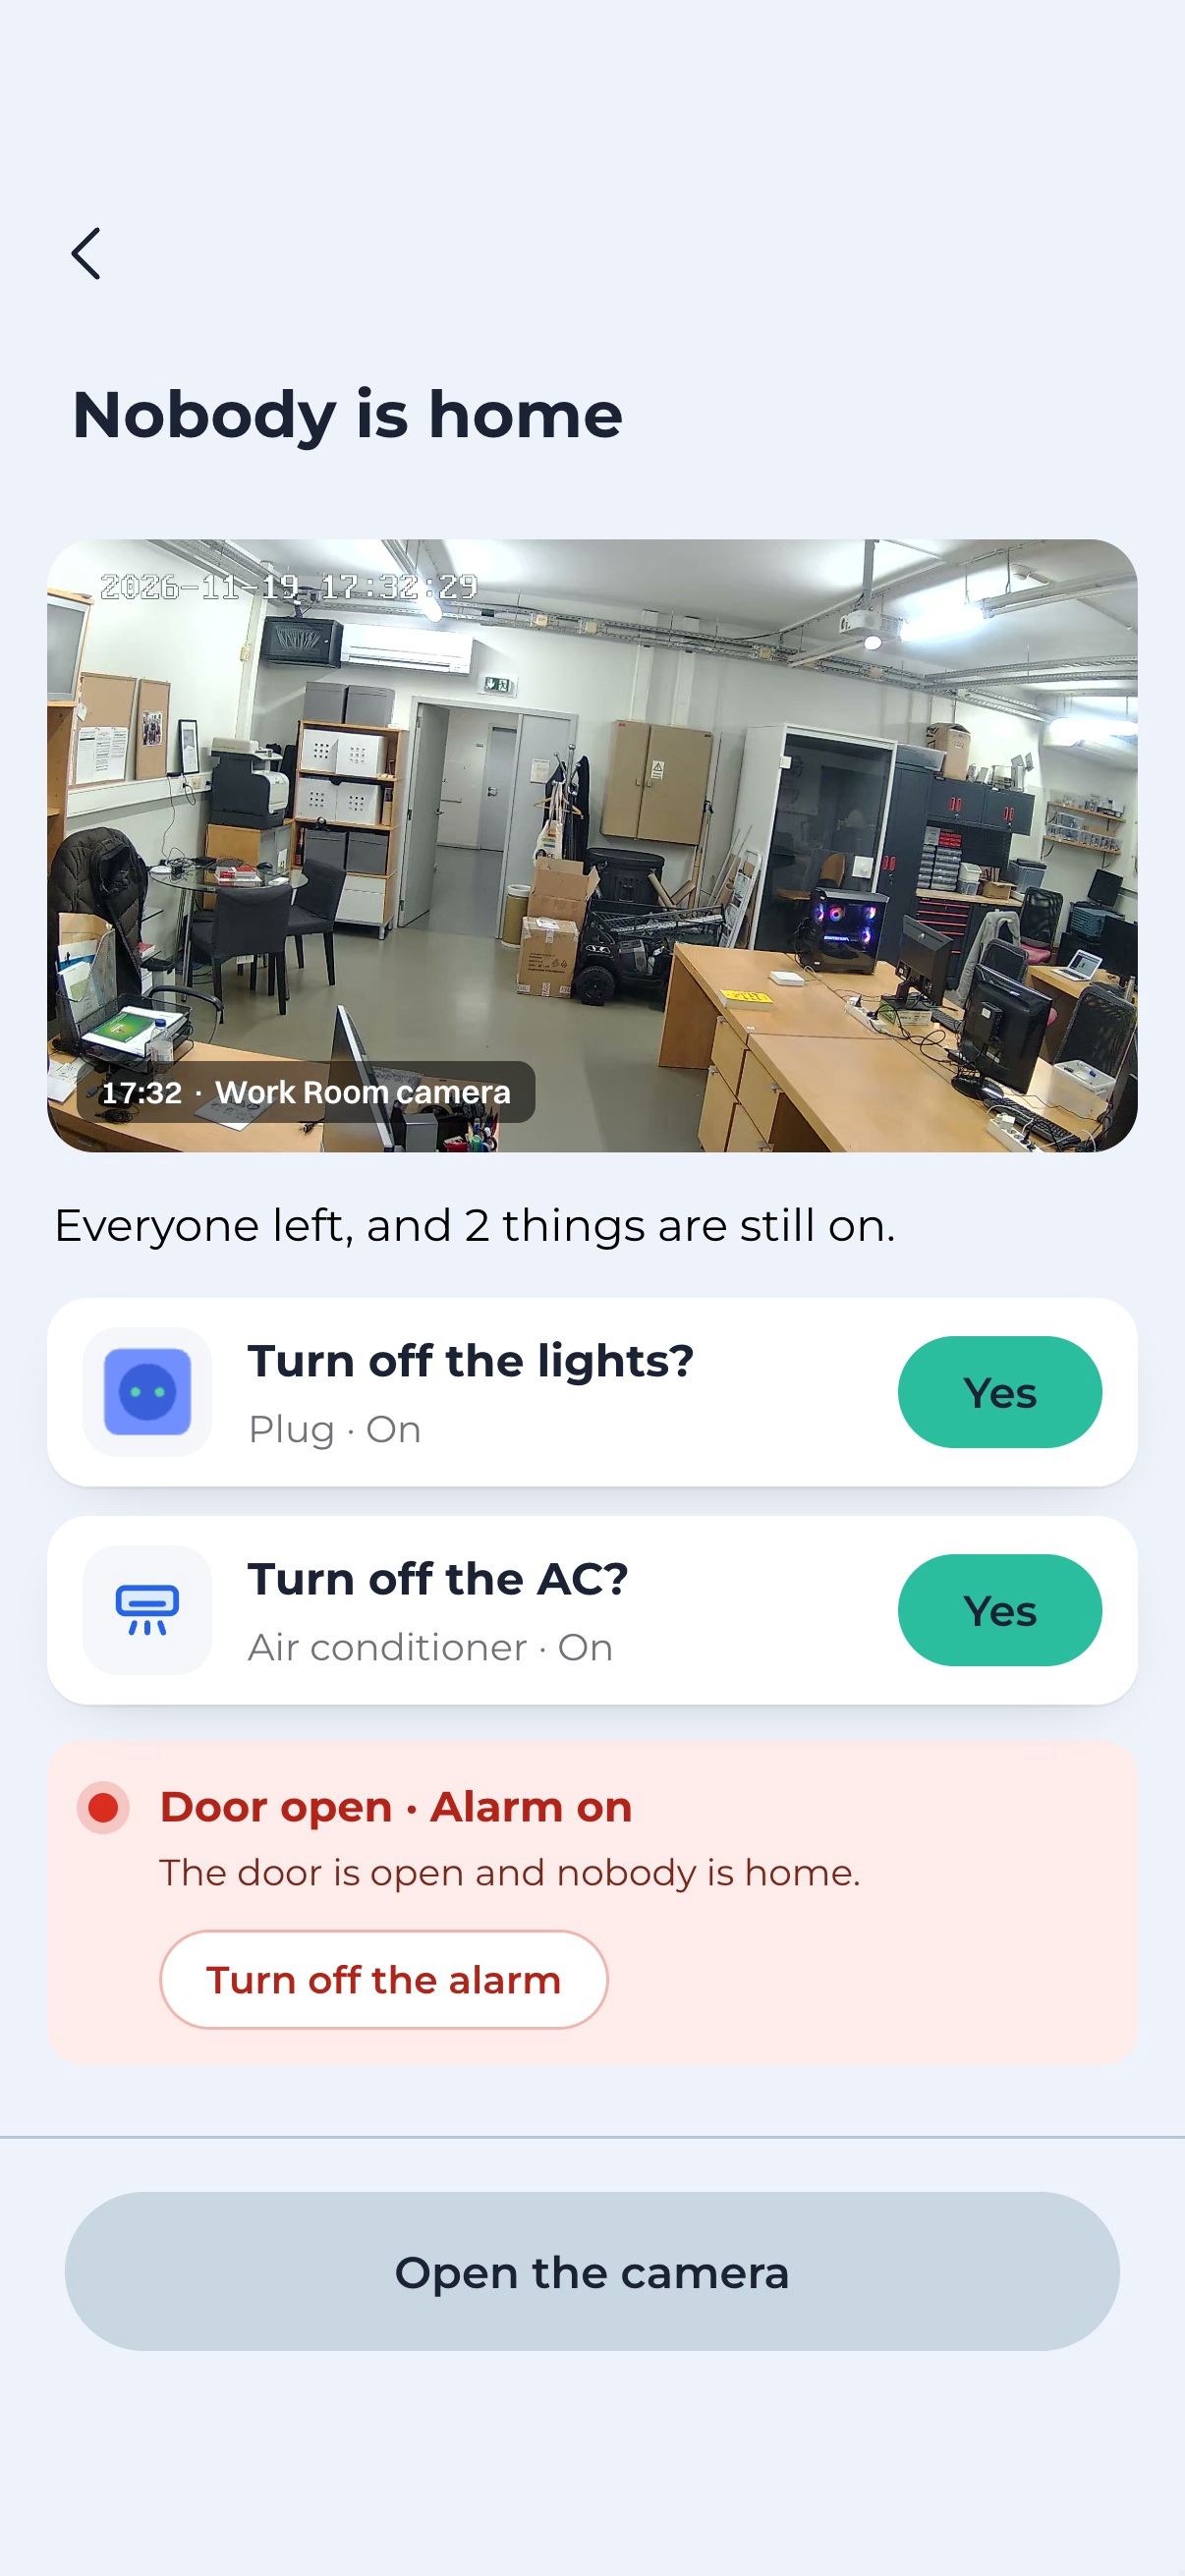 Nobody is home
2026-11-19 17:32:29
17:32 · Work Room camera
Everyone left, and 2 things are still on.
Turn off the lights?
Plug · On
Yes
Turn off the AC?
Air conditioner · On
Yes
Door open · Alarm on
The door is open and nobody is home.
Turn off the alarm
Open the camera